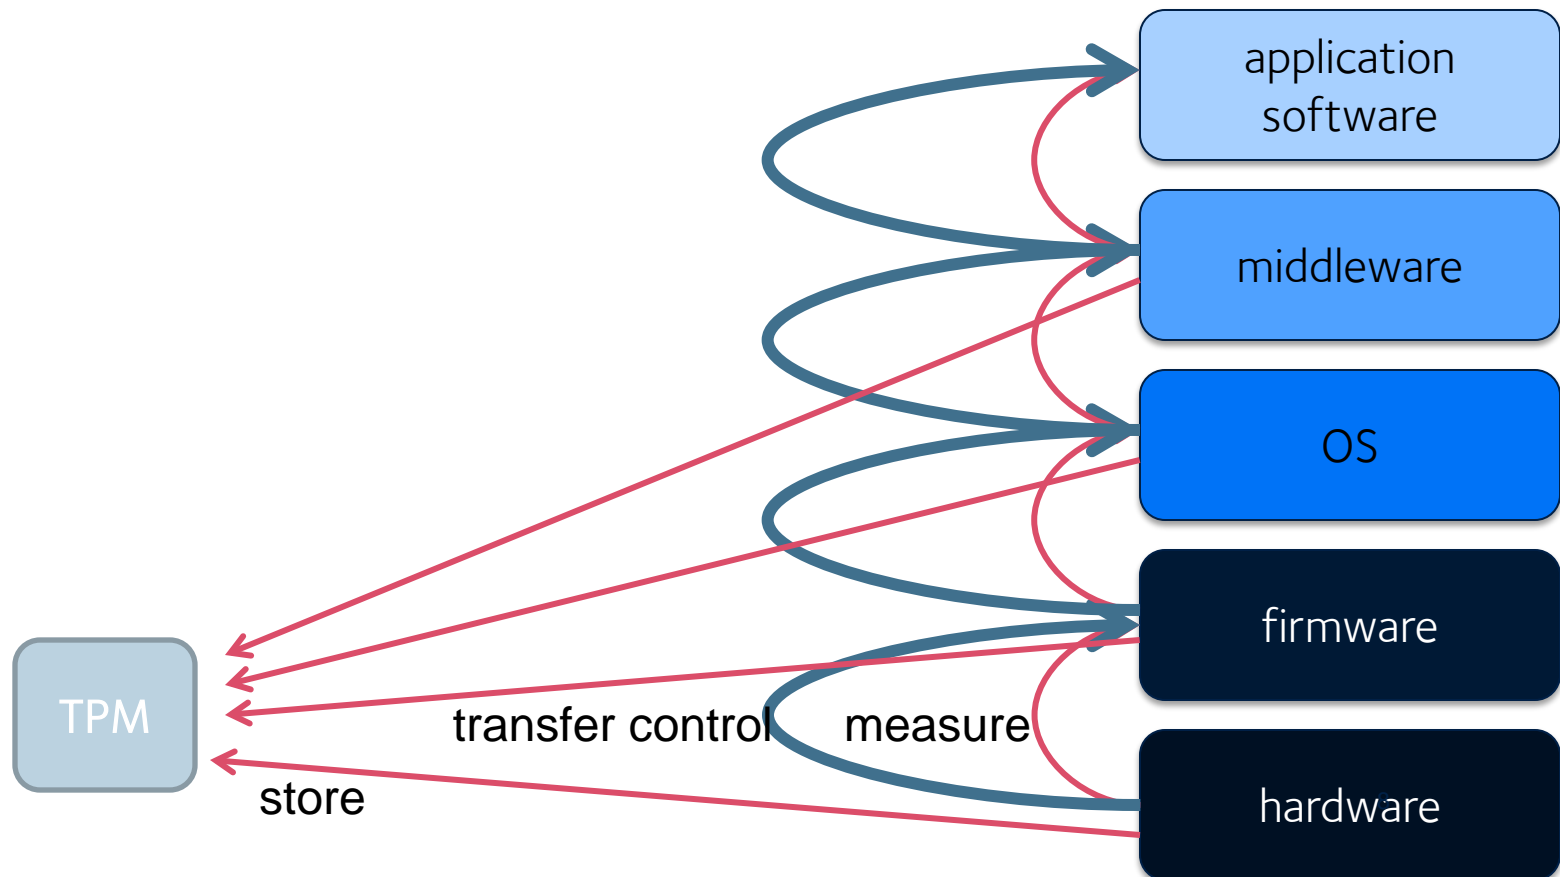 application
software
middleware
OS
firmware
TPM
transfer control
measure
store
hardware